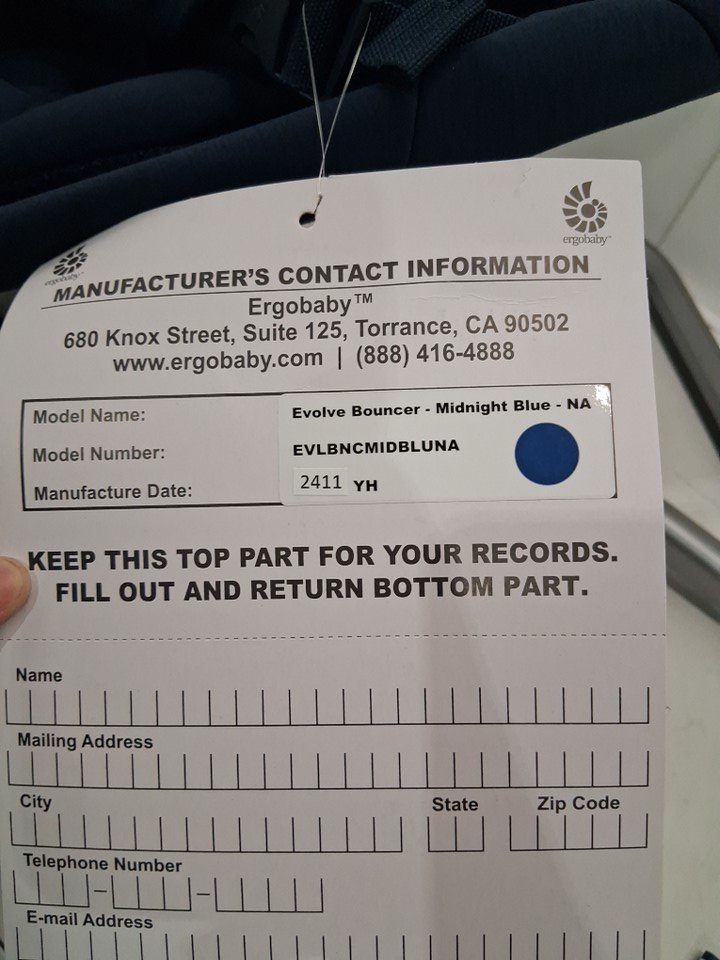 ergobaby™
ergobaby
MANUFACTURER'S CONTACT INFORMATION
Ergobaby™
680 Knox Street, Suite 125, Torrance, CA 90502
www.ergobaby.com | (888) 416-4888
Model Name: Evolve Bouncer - Midnight Blue - NA
Model Number: EVLBNCMIDBLUNA
Manufacture Date: 2411 YH
KEEP THIS TOP PART FOR YOUR RECORDS.
FILL OUT AND RETURN BOTTOM PART.
Name
Mailing Address
City State Zip Code
Telephone Number
E-mail Address